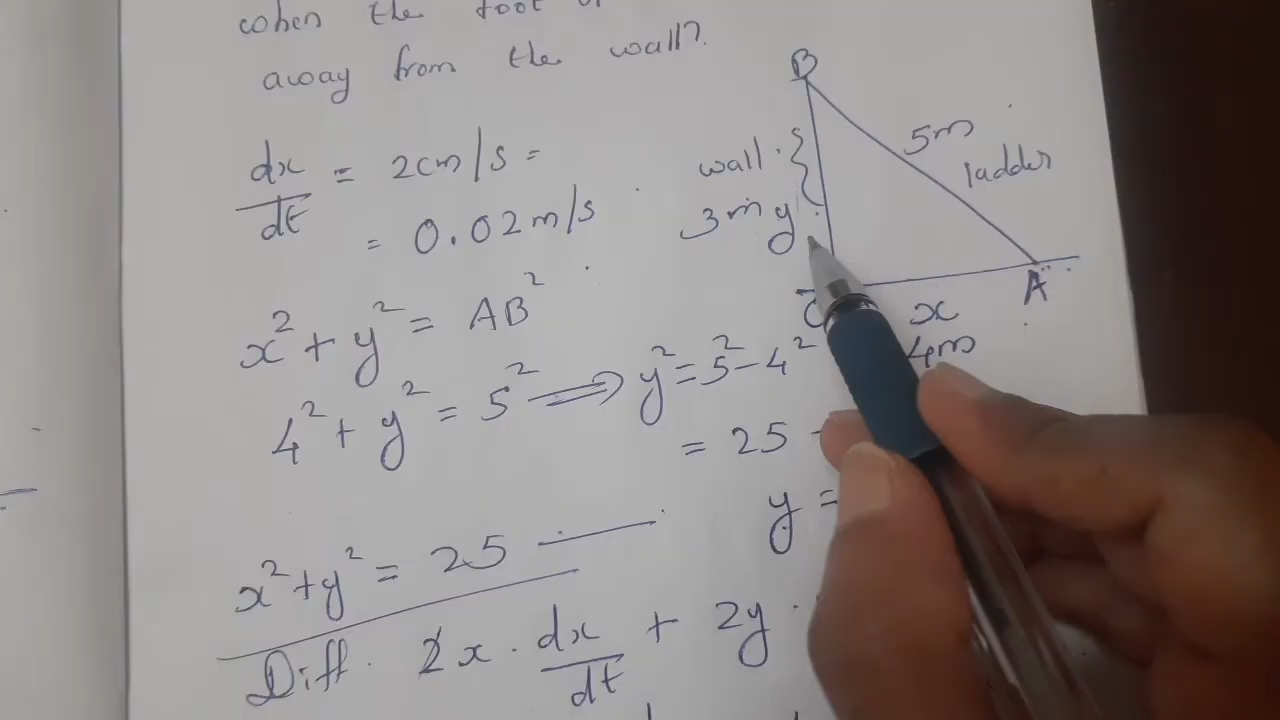 when the foot
away from the wall?
dx/dt = 2cm/s =
= 0.02m/s
x² + y² = AB²
4² + y² = 5² ⟹ y² = 5² - 4²
= 25 -
y =
x² + y² = 25
Diff. 2x · dx/dt + 2y ·
B
5m
ladder
wall
3m y
C
A
x
4m